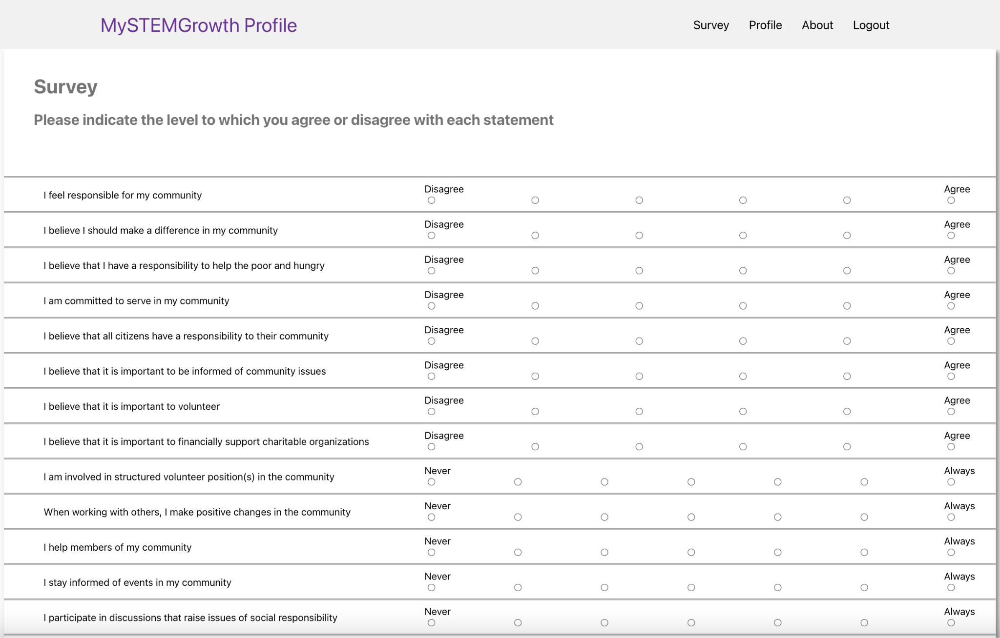 MySTEMGrowth Profile
Survey Profile About Logout
Survey
Please indicate the level to which you agree or disagree with each statement
I feel responsible for my community Disagree Agree
I believe I should make a difference in my community Disagree Agree
I believe that I have a responsibility to help the poor and hungry Disagree Agree
I am committed to serve in my community Disagree Agree
I believe that all citizens have a responsibility to their community Disagree Agree
I believe that it is important to be informed of community issues Disagree Agree
I believe that it is important to volunteer Disagree Agree
I believe that it is important to financially support charitable organizations Disagree Agree
I am involved in structured volunteer position(s) in the community Never Always
When working with others, I make positive changes in the community Never Always
I help members of my community Never Always
I stay informed of events in my community Never Always
I participate in discussions that raise issues of social responsibility Never Always